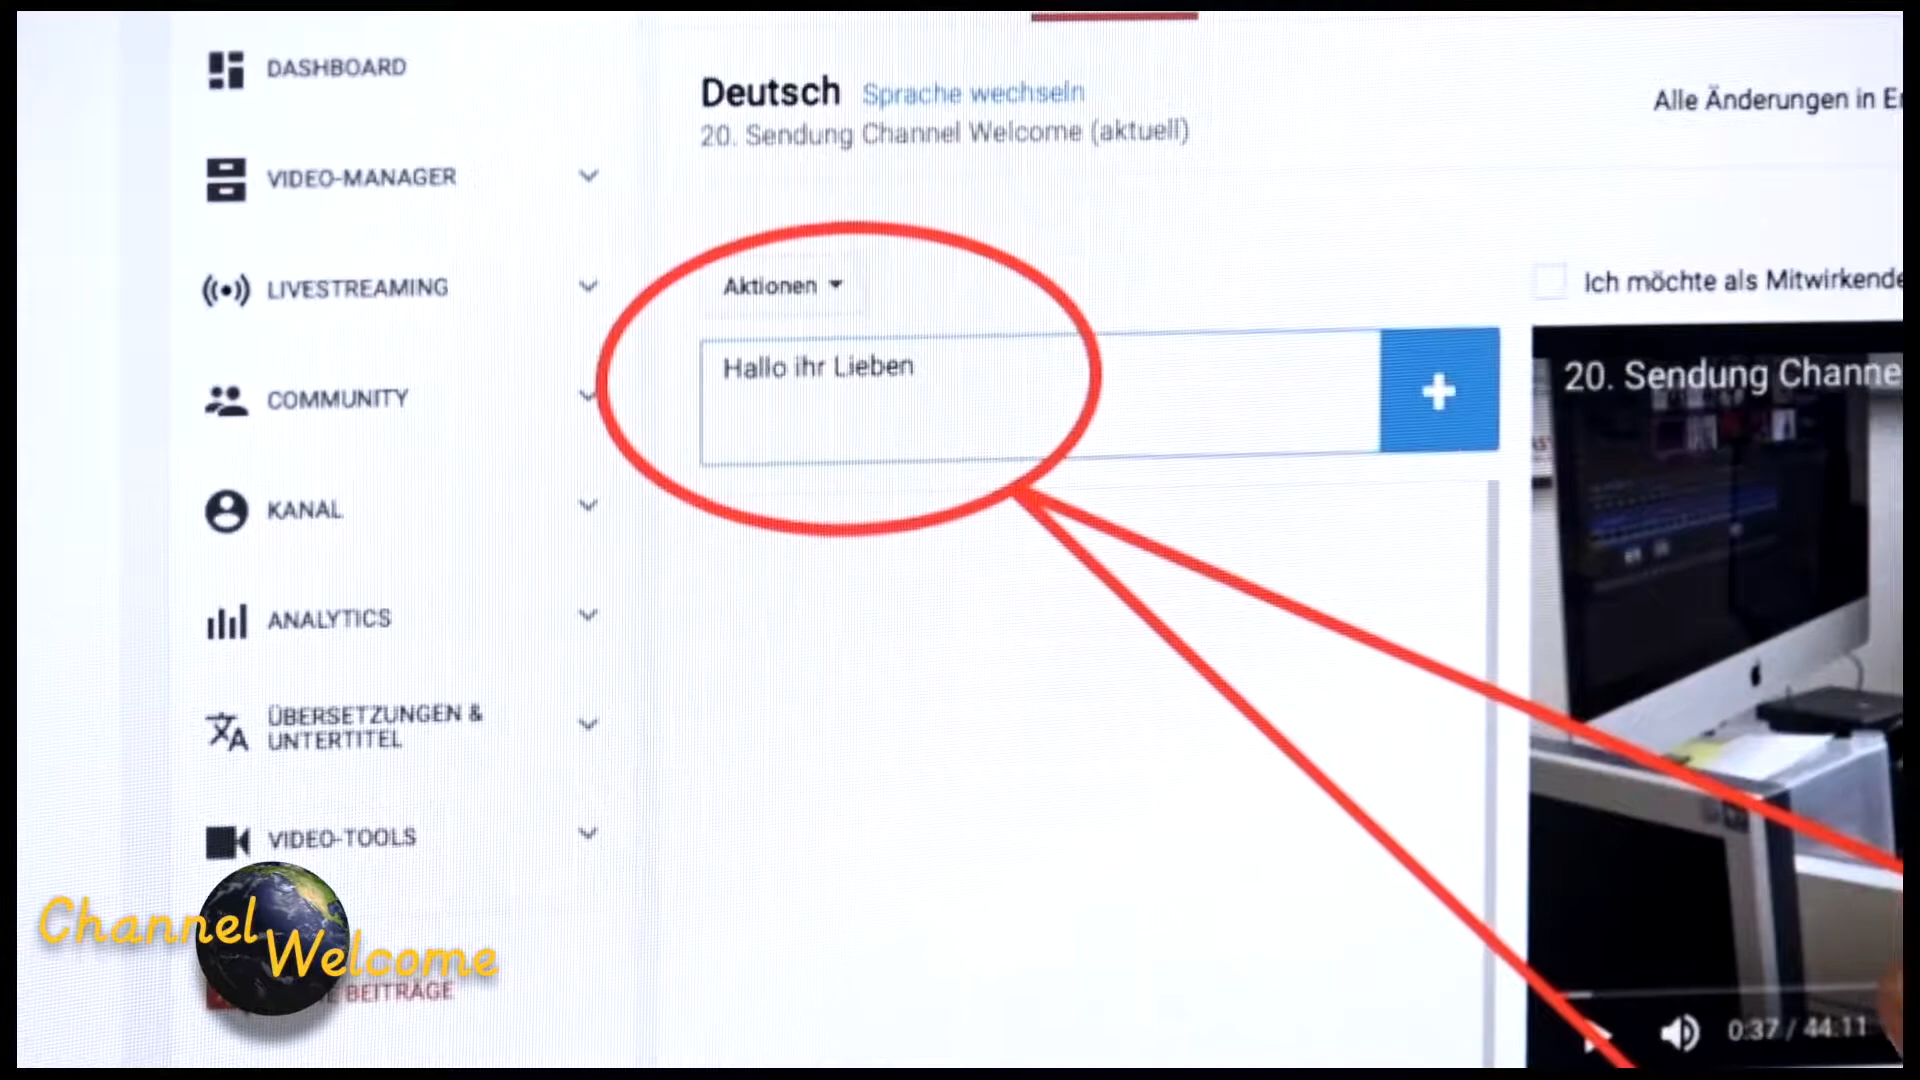 DASHBOARD
VIDEO-MANAGER
LIVESTREAMING
COMMUNITY
KANAL
ANALYTICS
ÜBERSETZUNGEN &
UNTERTITEL
VIDEO-TOOLS
BEITRÄGE
Channel
Welcome
Deutsch Sprache wechseln
20. Sendung Channel Welcome (aktuell)
Alle Änderungen in
Aktionen
Hallo ihr Lieben
Ich möchte als Mitwirkende
20. Sendung Channe
0:37 / 44:11